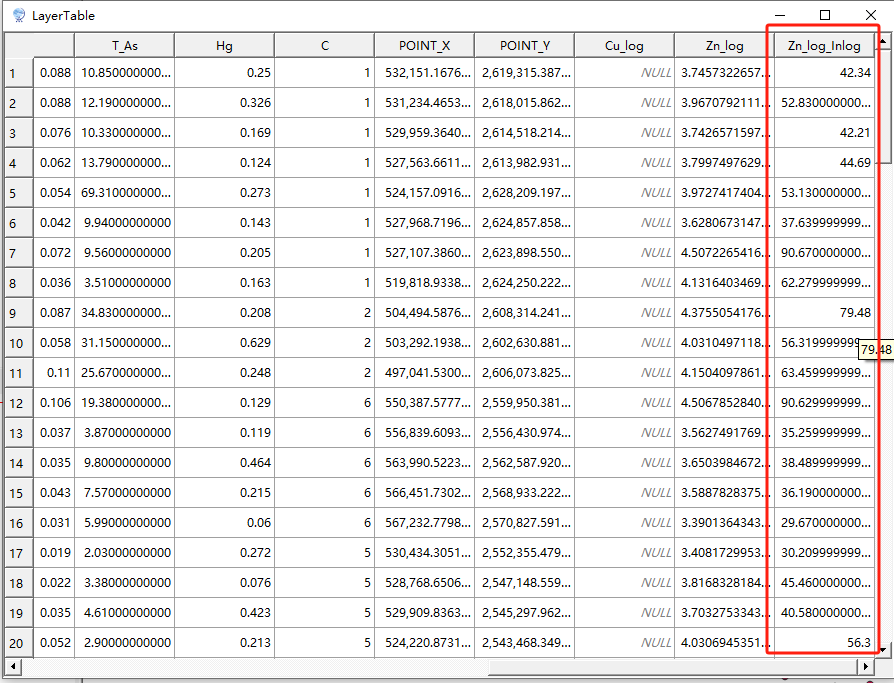 LayerTable
T_As Hg C POINT_X POINT_Y Cu_log Zn_log Zn_log_Inlog
1 0.088 10.850000000... 0.25 1 532,151.1676... 2,619,315.387... NULL 3.7457322657... 42.34
2 0.088 12.190000000... 0.326 1 531,234.4653... 2,618,015.862... NULL 3.9670792111... 52.830000000...
3 0.076 10.330000000... 0.169 1 529,959.3640... 2,614,518.214... NULL 3.7426571597... 42.21
4 0.062 13.790000000... 0.124 1 527,563.6611... 2,613,982.931... NULL 3.7997497629... 44.69
5 0.054 69.310000000... 0.273 1 524,157.0916... 2,628,209.197... NULL 3.9727417404... 53.130000000...
6 0.042 9.94000000000 0.143 1 527,968.7196... 2,624,857.858... NULL 3.6280673147... 37.639999999...
7 0.072 9.56000000000 0.205 1 527,107.3860... 2,623,898.550... NULL 4.5072265416... 90.670000000...
8 0.036 3.51000000000 0.163 1 519,818.9338... 2,624,250.222... NULL 4.1316403469... 62.279999999...
9 0.087 34.830000000... 0.208 2 504,494.5876... 2,608,314.241... NULL 4.3755054176... 79.48
10 0.058 31.150000000... 0.629 2 503,292.1938... 2,602,630.881... NULL 4.0310497118... 56.319999999...
79.48
11 0.11 25.670000000... 0.248 2 497,041.5300... 2,606,073.825... NULL 4.1504097861... 63.459999999...
12 0.106 19.380000000... 0.129 6 550,387.5777... 2,559,950.381... NULL 4.5067852840... 90.629999999...
13 0.037 3.87000000000 0.119 6 556,839.6093... 2,556,430.974... NULL 3.5627491769... 35.259999999...
14 0.035 9.80000000000 0.464 6 563,990.5223... 2,562,587.920... NULL 3.6503984672... 38.489999999...
15 0.043 7.57000000000 0.215 6 566,451.7302... 2,568,933.222... NULL 3.5887828375... 36.190000000...
16 0.031 5.99000000000 0.06 6 567,232.7798... 2,570,827.591... NULL 3.3901364343... 29.670000000...
17 0.019 2.03000000000 0.272 5 530,434.3051... 2,552,355.479... NULL 3.4081729953... 30.209999999...
18 0.022 3.38000000000 0.076 5 528,768.6506... 2,547,148.559... NULL 3.8168328184... 45.460000000...
19 0.035 4.61000000000 0.423 5 529,909.8363... 2,545,297.962... NULL 3.7032753343... 40.580000000...
20 0.052 2.90000000000 0.213 5 524,220.8731... 2,543,468.349... NULL 4.0306945351... 56.3